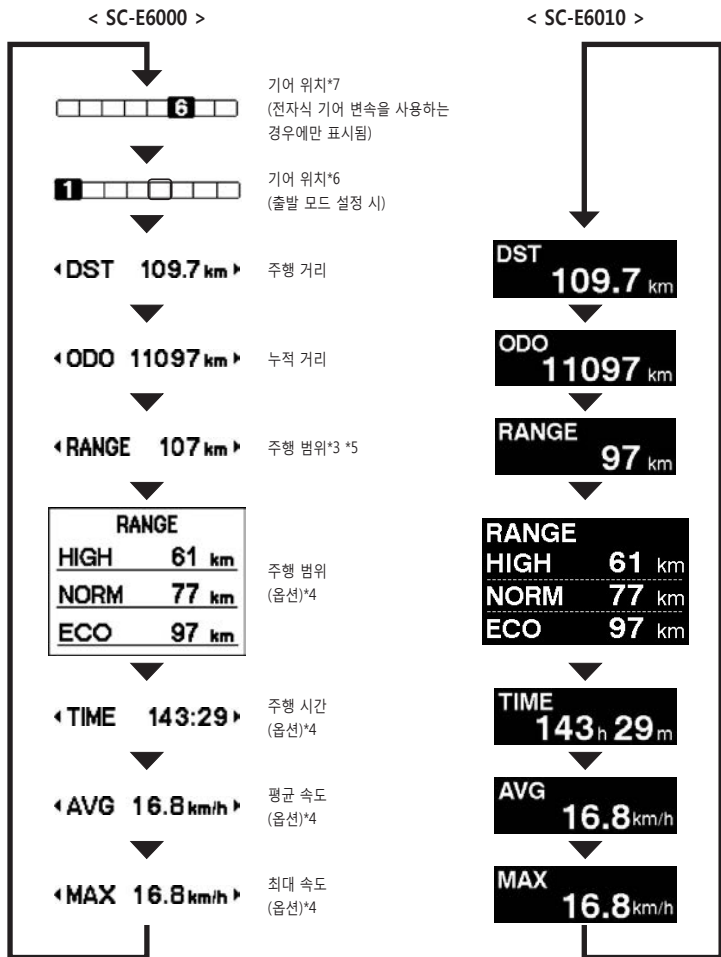 < SC-E6000 >
< SC-E6010 >
6
기어 위치*7
(전자식 기어 변속을 사용하는
경우에만 표시됨)
1
기어 위치*6
(출발 모드 설정 시)
DST 109.7 km
주행 거리
DST
109.7 km
ODO 11097 km
누적 거리
ODO
11097 km
RANGE 107 km
주행 범위*3 *5
RANGE
97 km
RANGE
HIGH 61 km
NORM 77 km
ECO 97 km
주행 범위
(옵션)*4
RANGE
HIGH 61 km
NORM 77 km
ECO 97 km
TIME 143:29
주행 시간
(옵션)*4
TIME
143 h 29 m
AVG 16.8 km/h
평균 속도
(옵션)*4
AVG
16.8 km/h
MAX 16.8 km/h
최대 속도
(옵션)*4
MAX
16.8 km/h